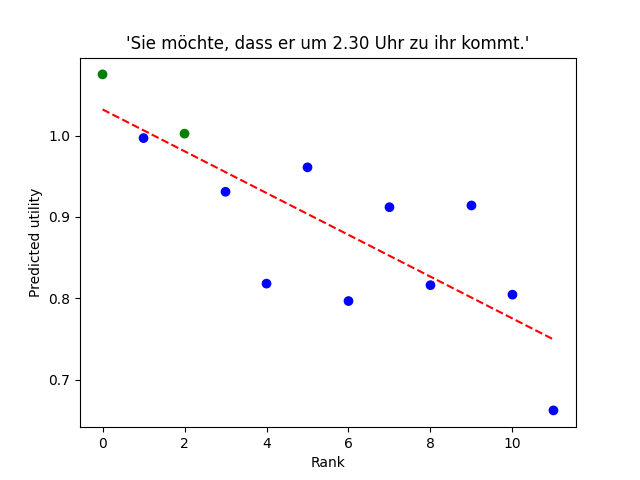 'Sie möchte, dass er um 2.30 Uhr zu ihr kommt.'
Predicted utility
1.0
0.9
0.8
0.7
0 2 4 6 8 10
Rank